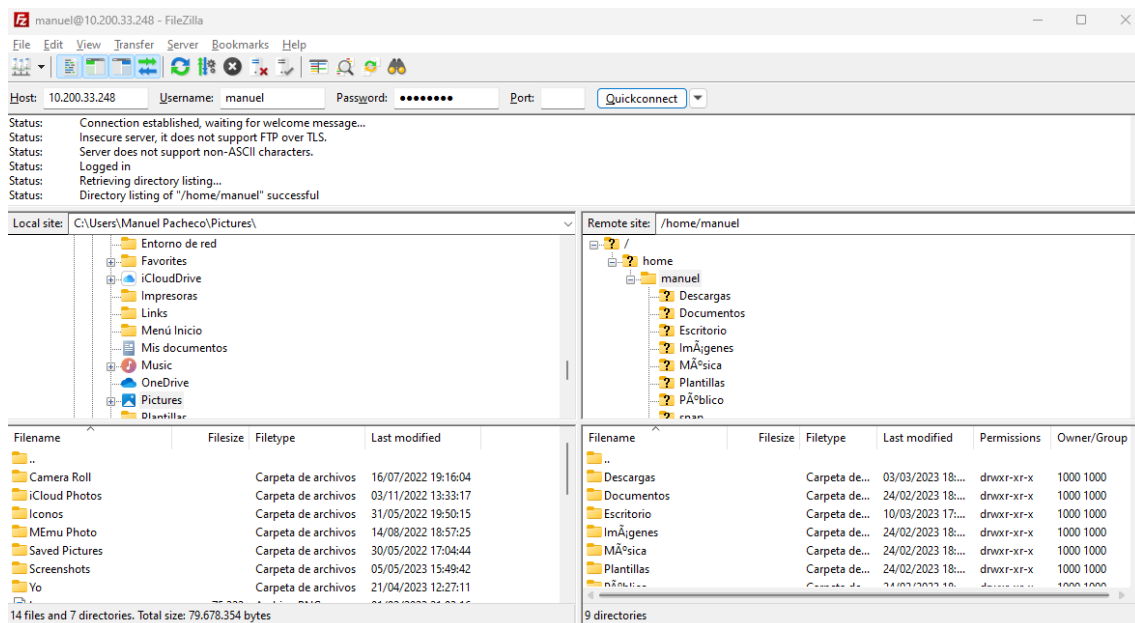 manuel@10.200.33.248 - FileZilla
File Edit View Transfer Server Bookmarks Help
Host: 10.200.33.248 Username: manuel Password: ●●●●●●●● Port: Quickconnect
Status: Connection established, waiting for welcome message...
Status: Insecure server, it does not support FTP over TLS.
Status: Server does not support non-ASCII characters.
Status: Logged in
Status: Retrieving directory listing...
Status: Directory listing of "/home/manuel" successful
Local site: C:\Users\Manuel Pacheco\Pictures\
Entorno de red
Favorites
iCloudDrive
Impresoras
Links
Menú Inicio
Mis documentos
Music
OneDrive
Pictures
Plantillas
Remote site: /home/manuel
/
home
manuel
Descargas
Documentos
Escritorio
ImÃ¡genes
MÃºsica
Plantillas
PÃºblico
snap
Filename Filesize Filetype Last modified
..
Camera Roll Carpeta de archivos 16/07/2022 19:16:04
iCloud Photos Carpeta de archivos 03/11/2022 13:33:17
Iconos Carpeta de archivos 31/05/2022 19:50:15
MEmu Photo Carpeta de archivos 14/08/2022 18:57:25
Saved Pictures Carpeta de archivos 30/05/2022 17:04:44
Screenshots Carpeta de archivos 05/05/2023 15:49:42
Yo Carpeta de archivos 21/04/2023 12:27:11
14 files and 7 directories. Total size: 79.678.354 bytes
Filename Filesize Filetype Last modified Permissions Owner/Group
..
Descargas Carpeta de... 03/03/2023 18:... drwxr-xr-x 1000 1000
Documentos Carpeta de... 24/02/2023 18:... drwxr-xr-x 1000 1000
Escritorio Carpeta de... 10/03/2023 17:... drwxr-xr-x 1000 1000
ImÃ¡genes Carpeta de... 24/02/2023 18:... drwxr-xr-x 1000 1000
MÃºsica Carpeta de... 24/02/2023 18:... drwxr-xr-x 1000 1000
Plantillas Carpeta de... 24/02/2023 18:... drwxr-xr-x 1000 1000
9 directories